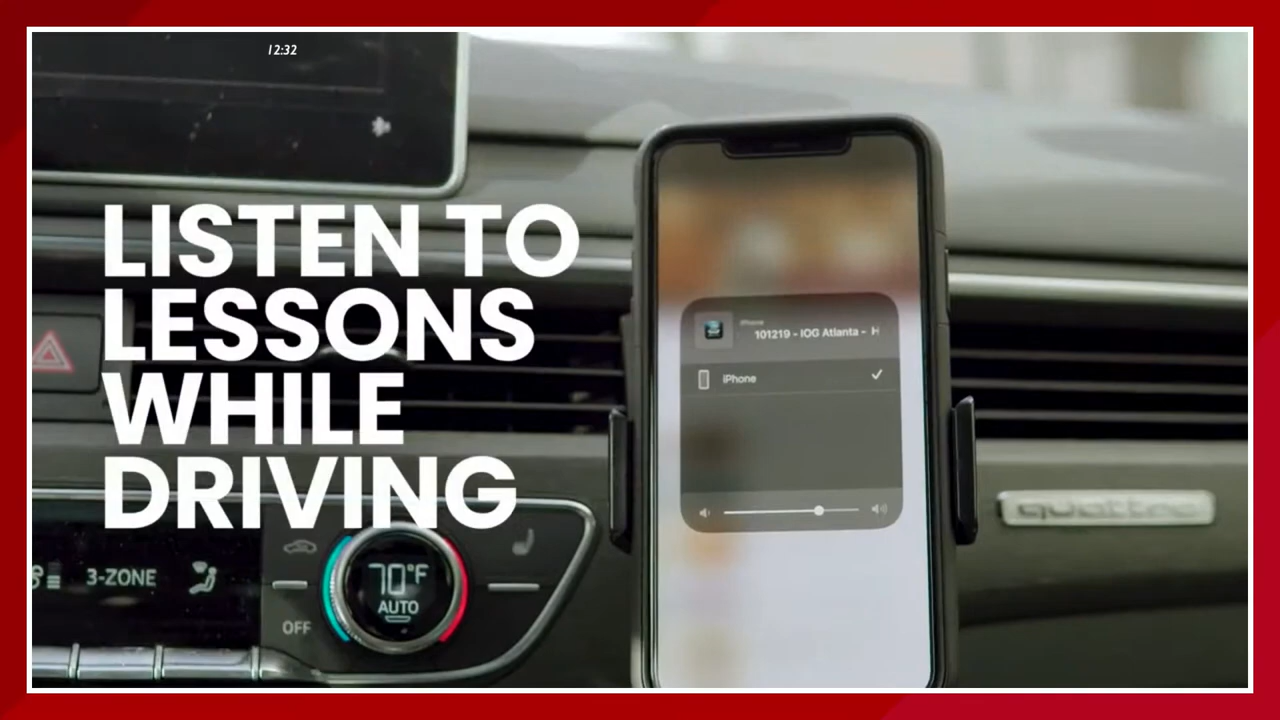 12:32
LISTEN TO
LESSONS
WHILE
DRIVING
iPhone
101219 - IOG Atlanta -
iPhone
3-ZONE
70°F
AUTO
OFF
quattro